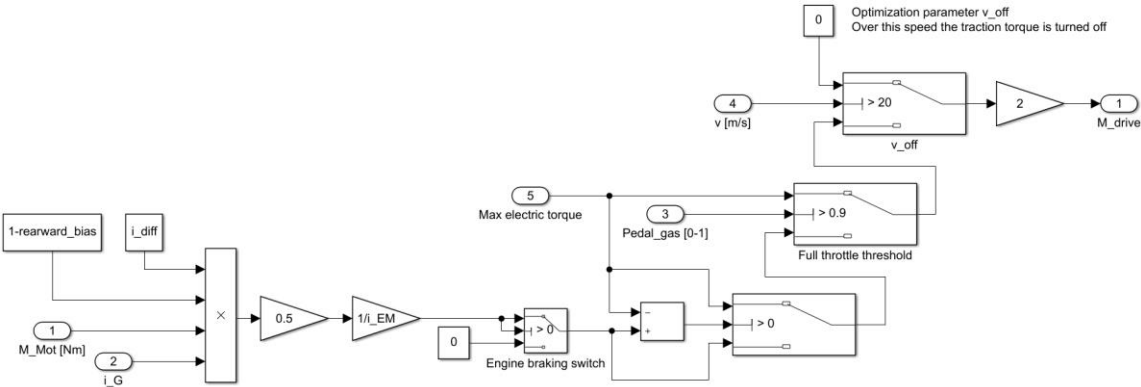 0
Optimization parameter v_off
Over this speed the traction torque is turned off
4
v [m/s]
> 20
v_off
2
1
M_drive
5
Max electric torque
3
Pedal_gas [0-1]
> 0.9
Full throttle threshold
1-rearward_bias
i_diff
1
M_Mot [Nm]
2
i_G
×
0.5
1/i_EM
0
> 0
Engine braking switch
−
+
> 0